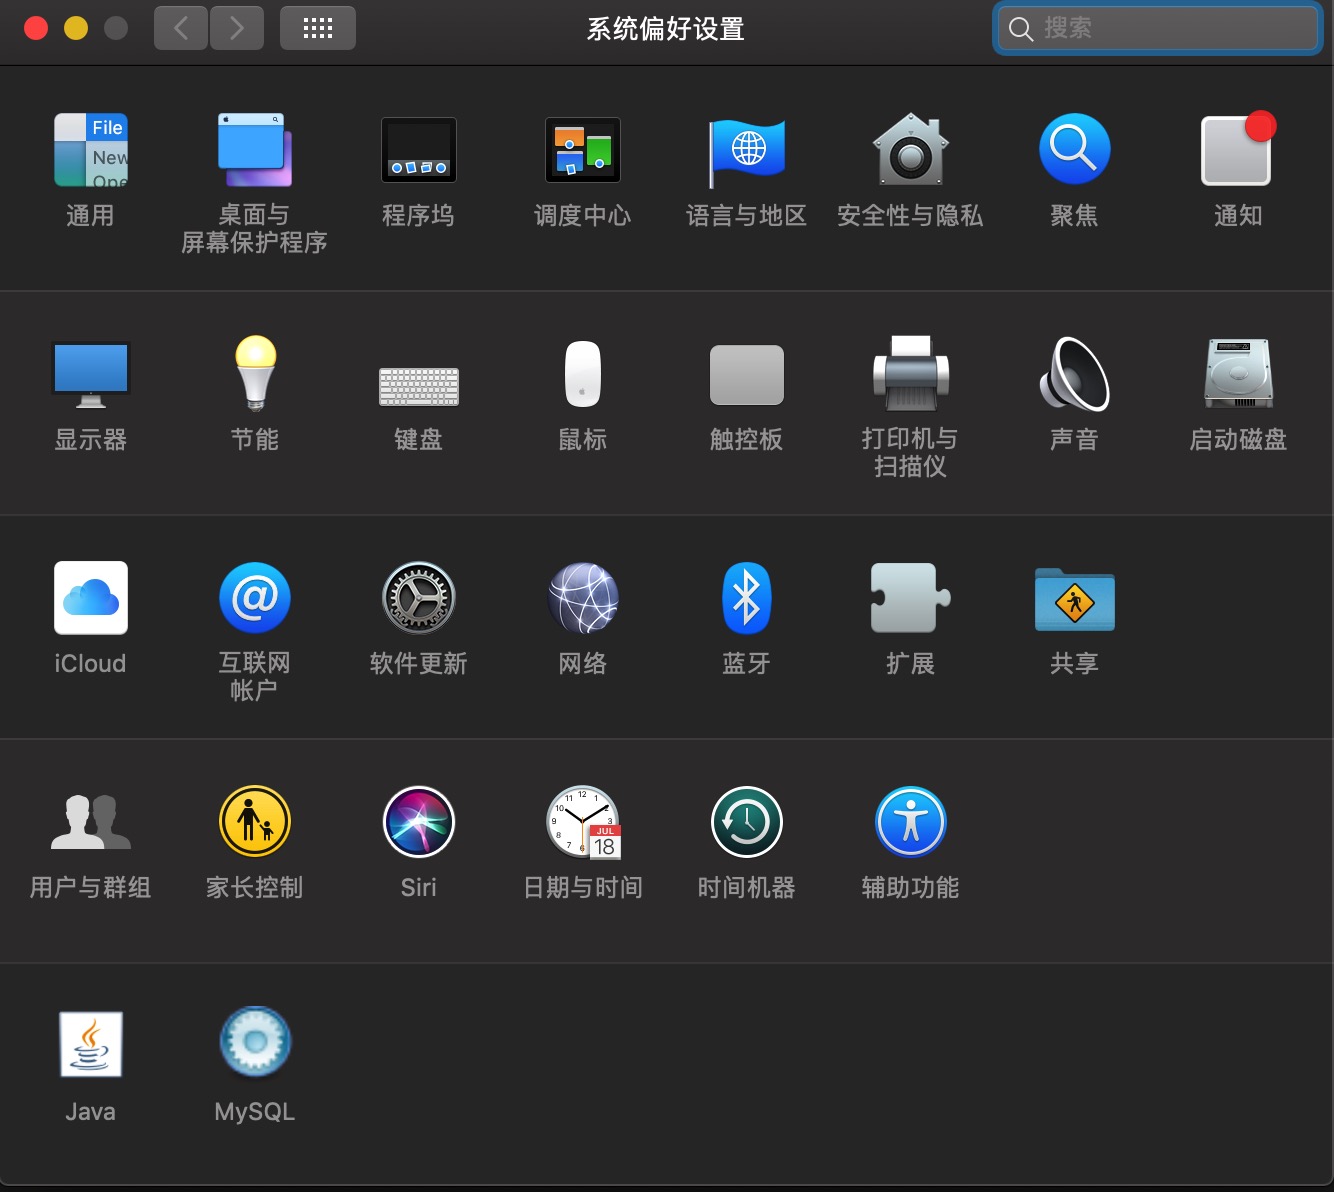 系统偏好设置
搜索
File
New
Ope
通用
桌面与
屏幕保护程序
程序坞
调度中心
语言与地区
安全性与隐私
聚焦
通知
显示器
节能
键盘
鼠标
触控板
打印机与
扫描仪
声音
启动磁盘
@
iCloud
互联网
帐户
软件更新
网络
蓝牙
扩展
共享
11 12 1
10 2
9 3
8
7 6
JUL
18
用户与群组
家长控制
Siri
日期与时间
时间机器
辅助功能
Java
MySQL